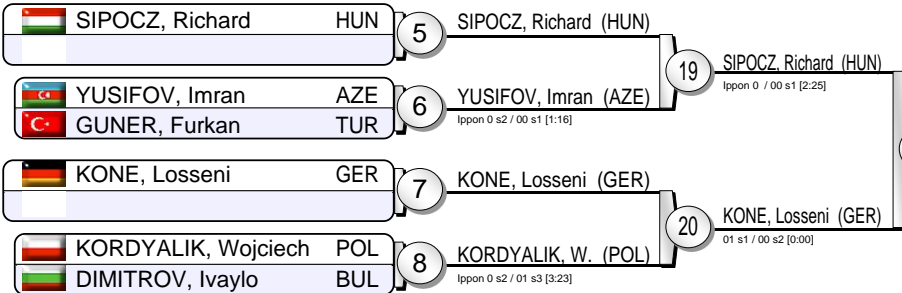 SIPOCZ, Richard HUN
5
SIPOCZ, Richard (HUN)
19
SIPOCZ, Richard (HUN)
Ippon 0 / 00 s1 [2:25]
YUSIFOV, Imran AZE
GUNER, Furkan TUR
6
YUSIFOV, Imran (AZE)
Ippon 0 s2 / 00 s1 [1:16]
KONE, Losseni GER
7
KONE, Losseni (GER)
20
KONE, Losseni (GER)
01 s1 / 00 s2 [0:00]
KORDYALIK, Wojciech POL
DIMITROV, Ivaylo BUL
8
KORDYALIK, W. (POL)
Ippon 0 s2 / 01 s3 [3:23]